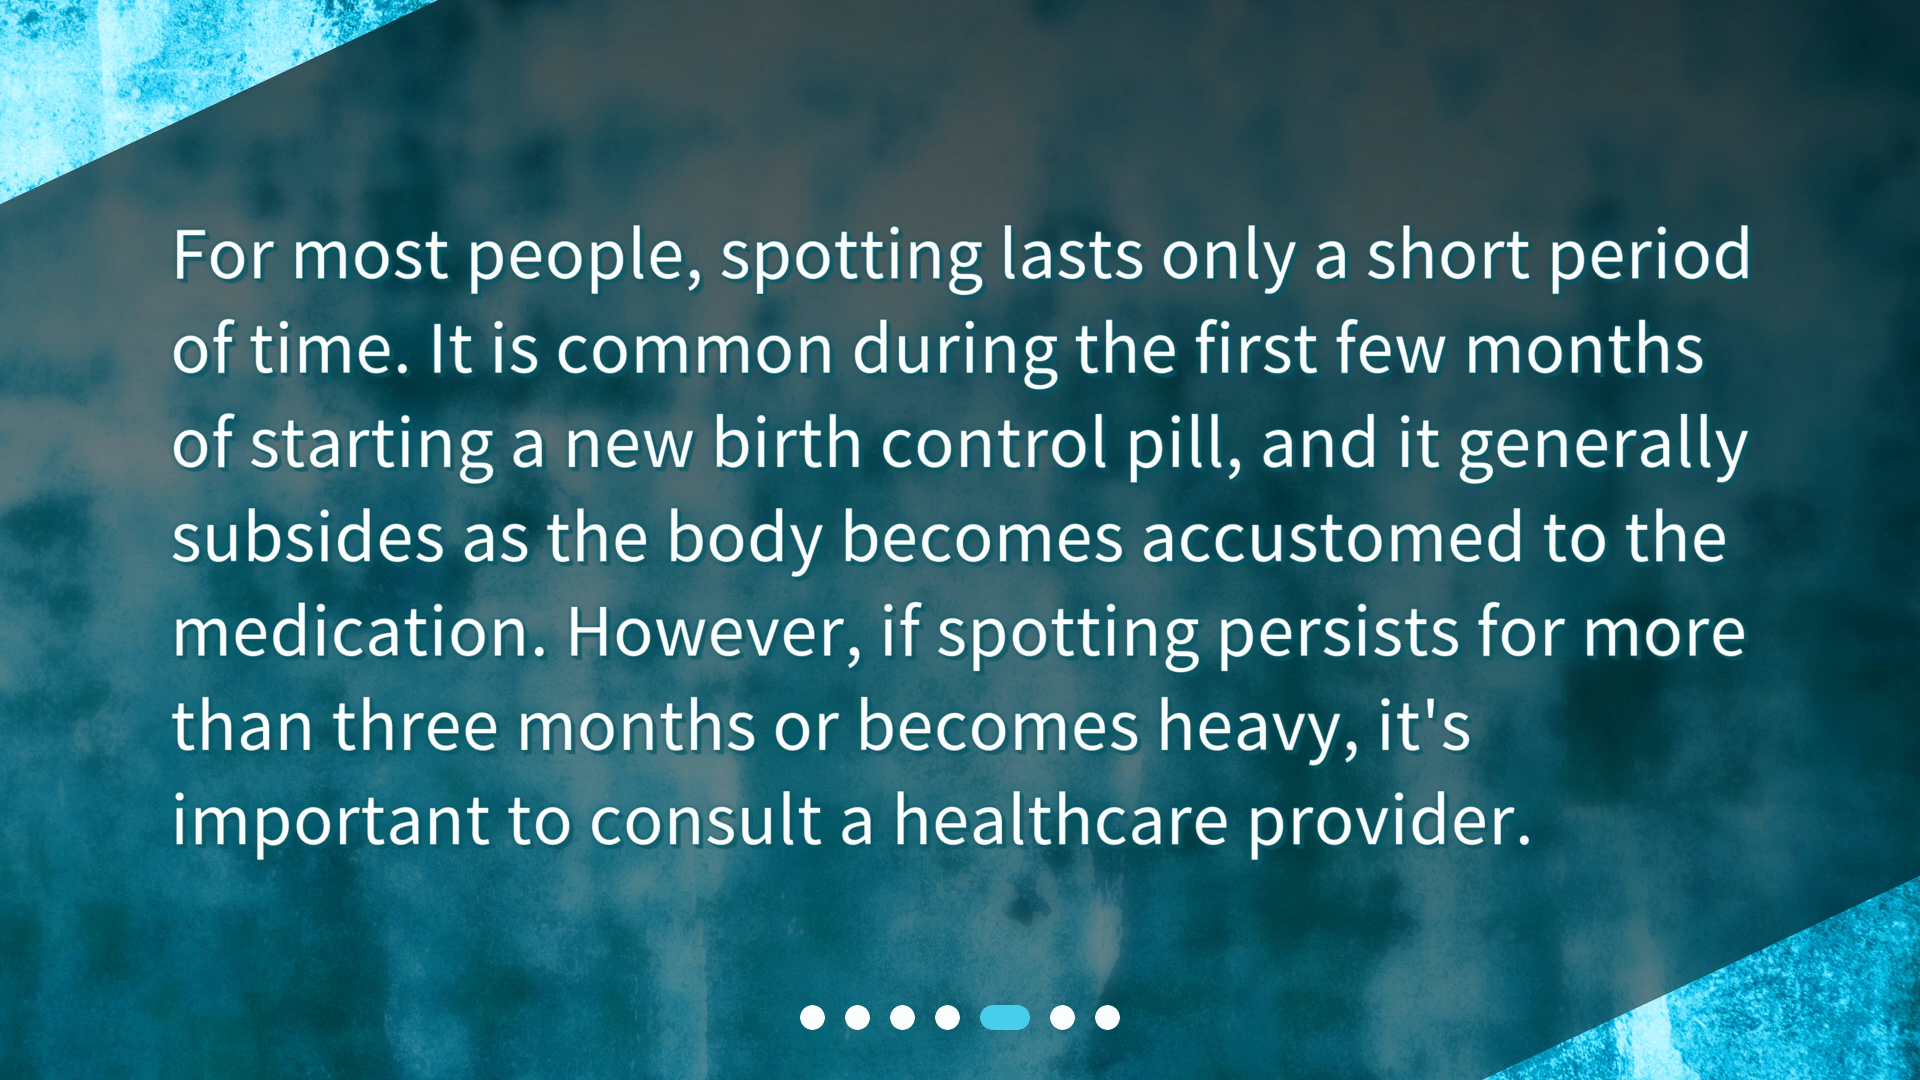 For most people, spotting lasts only a short period
of time. It is common during the first few months
of starting a new birth control pill, and it generally
subsides as the body becomes accustomed to the
medication. However, if spotting persists for more
than three months or becomes heavy, it's
important to consult a healthcare provider.